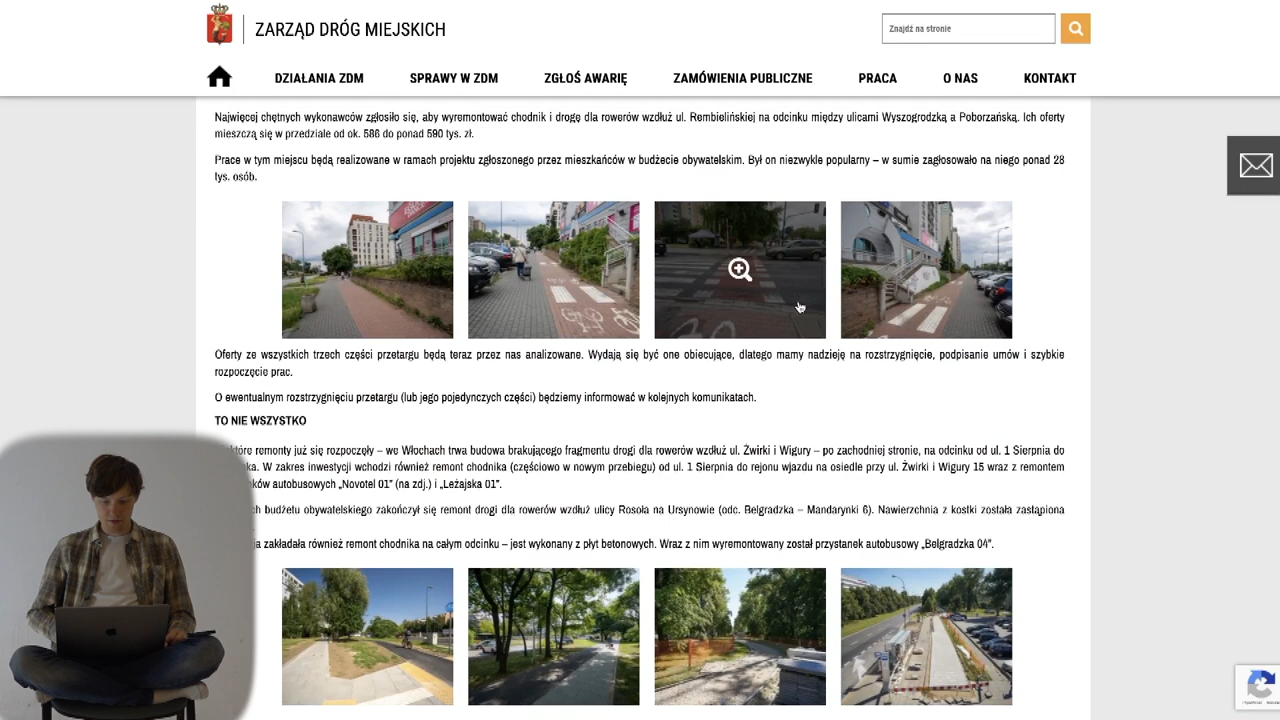 ZARZĄD DRÓG MIEJSKICH
Znajdź na stronie
DZIAŁANIA ZDM SPRAWY W ZDM ZGŁOŚ AWARIĘ ZAMÓWIENIA PUBLICZNE PRACA O NAS KONTAKT
Najwięcej chętnych wykonawców zgłosiło się, aby wyremontować chodnik i drogę dla rowerów wzdłuż ul. Rembielińskiej na odcinku między ulicami Wyszogrodzką a Poborzańską. Ich oferty
mieszczą się w przedziale od ok. 586 do ponad 590 tys. zł.
Prace w tym miejscu będą realizowane w ramach projektu zgłoszonego przez mieszkańców w budżecie obywatelskim. Był on niezwykle popularny – w sumie zagłosowało na niego ponad 28
tys. osób.
Oferty ze wszystkich trzech części przetargu będą teraz przez nas analizowane. Wydają się być one obiecujące, dlatego mamy nadzieję na rozstrzygnięcie, podpisanie umów i szybkie
rozpoczęcie prac.
O ewentualnym rozstrzygnięciu przetargu (lub jego pojedynczych części) będziemy informować w kolejnych komunikatach.
TO NIE WSZYSTKO
remonty już się rozpoczęły – we Włochach trwa budowa brakującego fragmentu drogi dla rowerów wzdłuż ul. Żwirki i Wigury – po zachodniej stronie, na odcinku od ul. 1 Sierpnia do
W zakres inwestycji wchodzi również remont chodnika (częściowo w nowym przebiegu) od ul. 1 Sierpnia do rejonu wjazdu na osiedle przy ul. Żwirki i Wigury 15 wraz z remontem
autobusowych „Novotel 01” (na zdj.) i „Leżajska 01”.
budżetu obywatelskiego zakończył się remont drogi dla rowerów wzdłuż ulicy Rosoła na Ursynowie (odc. Belgradzka – Mandarynki 6). Nawierzchnia z kostki została zastąpiona
zakładała również remont chodnika na całym odcinku – jest wykonany z płyt betonowych. Wraz z nim wyremontowany został przystanek autobusowy „Belgradzka 04”.